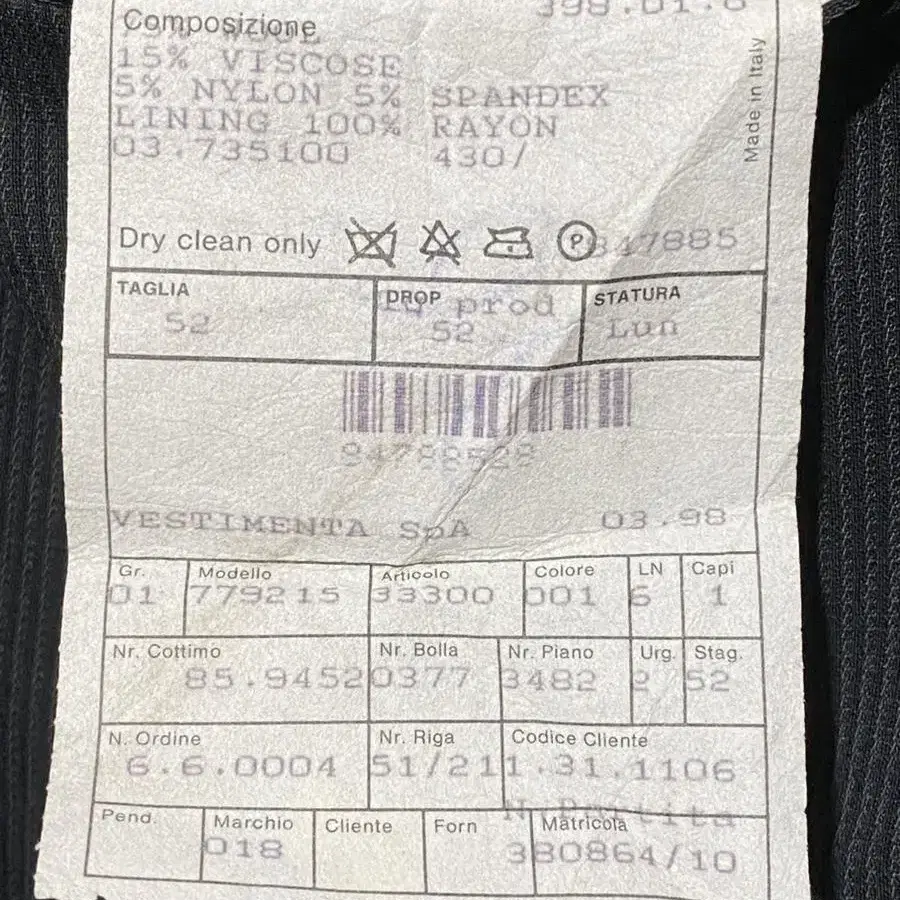 Composizione
15% VISCOSE
5% NYLON 5% SPANDEX
LINING 100% RAYON
03.735100 430/
Made in Italy
Dry clean only P 847885
TAGLIA DROP STATURA
prod
52 52 Lun
94788528
VESTIMENTA SpA 03.98
Gr. Modello Articolo Colore LN Capi
01 779215 33300 001 6 1
Nr. Cottimo Nr. Bolla Nr. Piano Urg. Stag.
85.9452 0377 3482 2 52
N. Ordine Nr. Riga Codice Cliente
6.6.0004 51/21 1.31.1106
Pend. Marchio Cliente Forn Matricola
018 380864/10